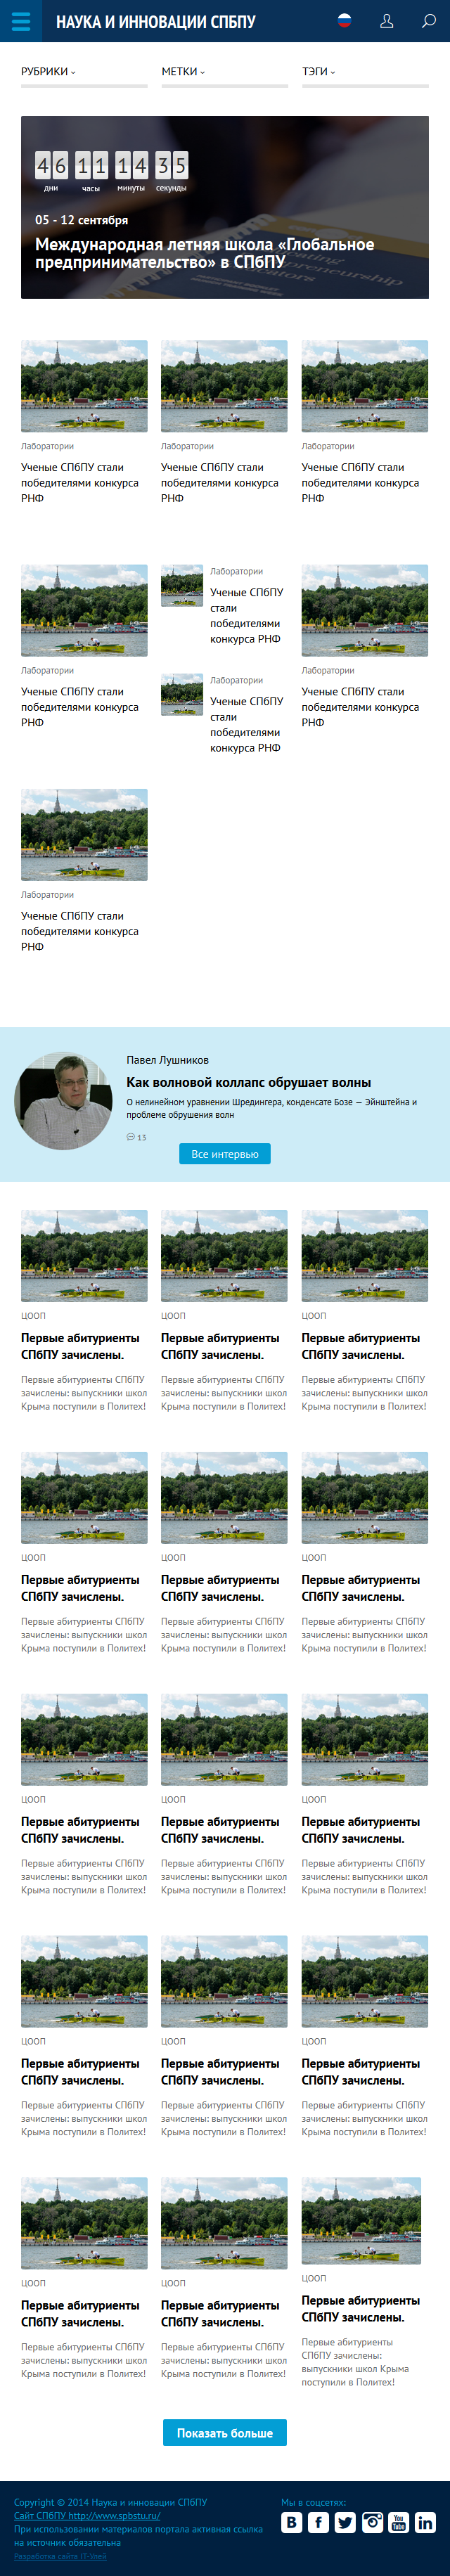 НАУКА И ИННОВАЦИИ СПБПУ
РУБРИКИ
МЕТКИ
ТЭГИ
46 11 14 35
дни часы минуты секунды
05 - 12 сентября
Международная летняя школа «Глобальное
предпринимательство» в СПбПУ
Лаборатории
Ученые СПбПУ стали
победителями конкурса
РНФ
Лаборатории
Ученые СПбПУ стали
победителями конкурса
РНФ
Лаборатории
Ученые СПбПУ стали
победителями конкурса
РНФ
Лаборатории
Ученые СПбПУ стали
победителями конкурса
РНФ
Лаборатории
Ученые СПбПУ
стали
победителями
конкурса РНФ
Лаборатории
Ученые СПбПУ
стали
победителями
конкурса РНФ
Лаборатории
Ученые СПбПУ стали
победителями конкурса
РНФ
Лаборатории
Ученые СПбПУ стали
победителями конкурса
РНФ
Павел Лушников
Как волновой коллапс обрушает волны
О нелинейном уравнении Шредингера, конденсате Бозе — Эйнштейна и
проблеме обрушения волн
13
Все интервью
ЦООП
Первые абитуриенты
СПбПУ зачислены.
Первые абитуриенты СПбПУ
зачислены: выпускники школ
Крыма поступили в Политех!
ЦООП
Первые абитуриенты
СПбПУ зачислены.
Первые абитуриенты СПбПУ
зачислены: выпускники школ
Крыма поступили в Политех!
ЦООП
Первые абитуриенты
СПбПУ зачислены.
Первые абитуриенты СПбПУ
зачислены: выпускники школ
Крыма поступили в Политех!
ЦООП
Первые абитуриенты
СПбПУ зачислены.
Первые абитуриенты СПбПУ
зачислены: выпускники школ
Крыма поступили в Политех!
ЦООП
Первые абитуриенты
СПбПУ зачислены.
Первые абитуриенты СПбПУ
зачислены: выпускники школ
Крыма поступили в Политех!
ЦООП
Первые абитуриенты
СПбПУ зачислены.
Первые абитуриенты СПбПУ
зачислены: выпускники школ
Крыма поступили в Политех!
ЦООП
Первые абитуриенты
СПбПУ зачислены.
Первые абитуриенты СПбПУ
зачислены: выпускники школ
Крыма поступили в Политех!
ЦООП
Первые абитуриенты
СПбПУ зачислены.
Первые абитуриенты СПбПУ
зачислены: выпускники школ
Крыма поступили в Политех!
ЦООП
Первые абитуриенты
СПбПУ зачислены.
Первые абитуриенты СПбПУ
зачислены: выпускники школ
Крыма поступили в Политех!
ЦООП
Первые абитуриенты
СПбПУ зачислены.
Первые абитуриенты СПбПУ
зачислены: выпускники школ
Крыма поступили в Политех!
ЦООП
Первые абитуриенты
СПбПУ зачислены.
Первые абитуриенты СПбПУ
зачислены: выпускники школ
Крыма поступили в Политех!
ЦООП
Первые абитуриенты
СПбПУ зачислены.
Первые абитуриенты СПбПУ
зачислены: выпускники школ
Крыма поступили в Политех!
ЦООП
Первые абитуриенты
СПбПУ зачислены.
Первые абитуриенты СПбПУ
зачислены: выпускники школ
Крыма поступили в Политех!
ЦООП
Первые абитуриенты
СПбПУ зачислены.
Первые абитуриенты СПбПУ
зачислены: выпускники школ
Крыма поступили в Политех!
ЦООП
Первые абитуриенты
СПбПУ зачислены.
Первые абитуриенты
СПбПУ зачислены:
выпускники школ Крыма
поступили в Политех!
Показать больше
Copyright © 2014 Наука и инновации СПбПУ
Сайт СПбПУ http://www.spbstu.ru/
При использовании материалов портала активная ссылка
на источник обязательна
Разработка сайта IT-Улей
Мы в соцсетях:
You
Tube
in